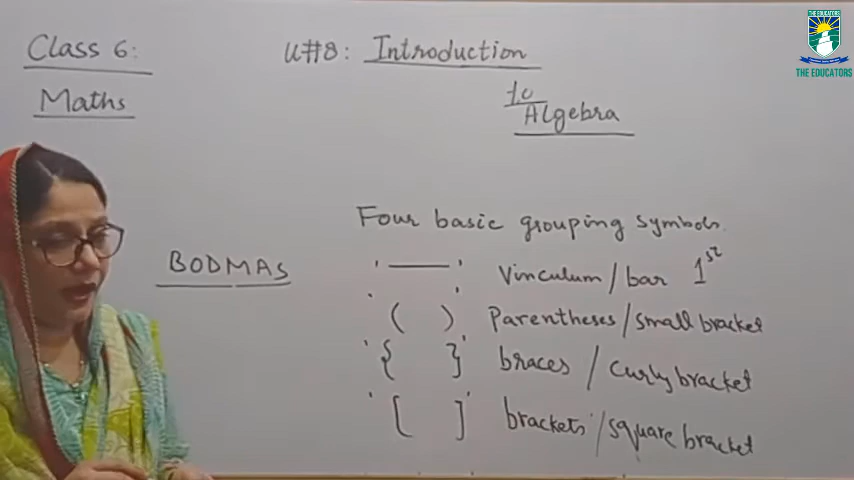 Class 6:
Maths
U#8: Introduction
to
Algebra
THE EDUCATORS
Four basic grouping symbols.
BODMAS
'—' Vinculum / bar 1st
'( )' Parentheses / small bracket
'{ }' braces / curly bracket
'[ ]' brackets / square bracket